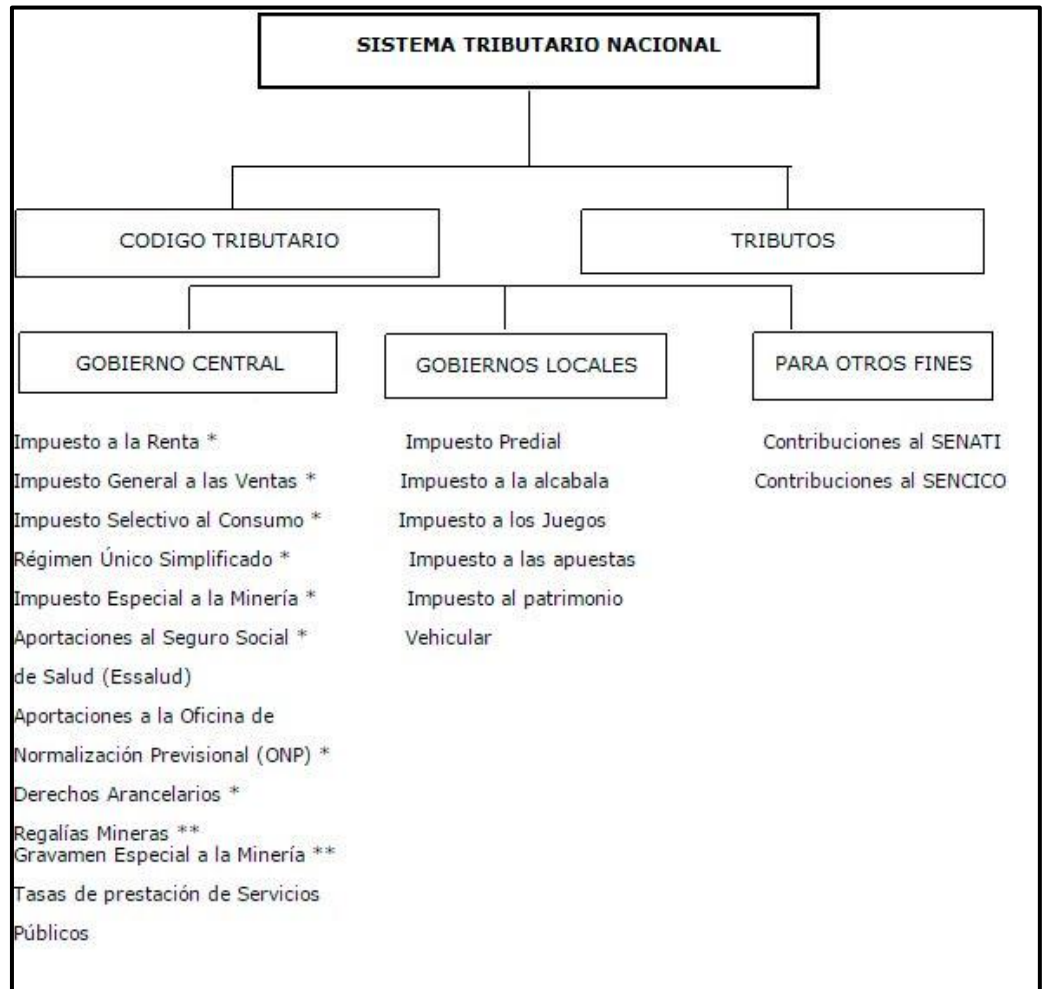 SISTEMA TRIBUTARIO NACIONAL
CODIGO TRIBUTARIO
TRIBUTOS
GOBIERNO CENTRAL
Impuesto a la Renta *
Impuesto General a las Ventas *
Impuesto Selectivo al Consumo *
Régimen Único Simplificado *
Impuesto Especial a la Minería *
Aportaciones al Seguro Social *
de Salud (Essalud)
Aportaciones a la Oficina de
Normalización Previsional (ONP) *
Derechos Arancelarios *
Regalías Mineras **
Gravamen Especial a la Minería **
Tasas de prestación de Servicios
Públicos
GOBIERNOS LOCALES
Impuesto Predial
Impuesto a la alcabala
Impuesto a los Juegos
Impuesto a las apuestas
Impuesto al patrimonio
Vehicular
PARA OTROS FINES
Contribuciones al SENATI
Contribuciones al SENCICO